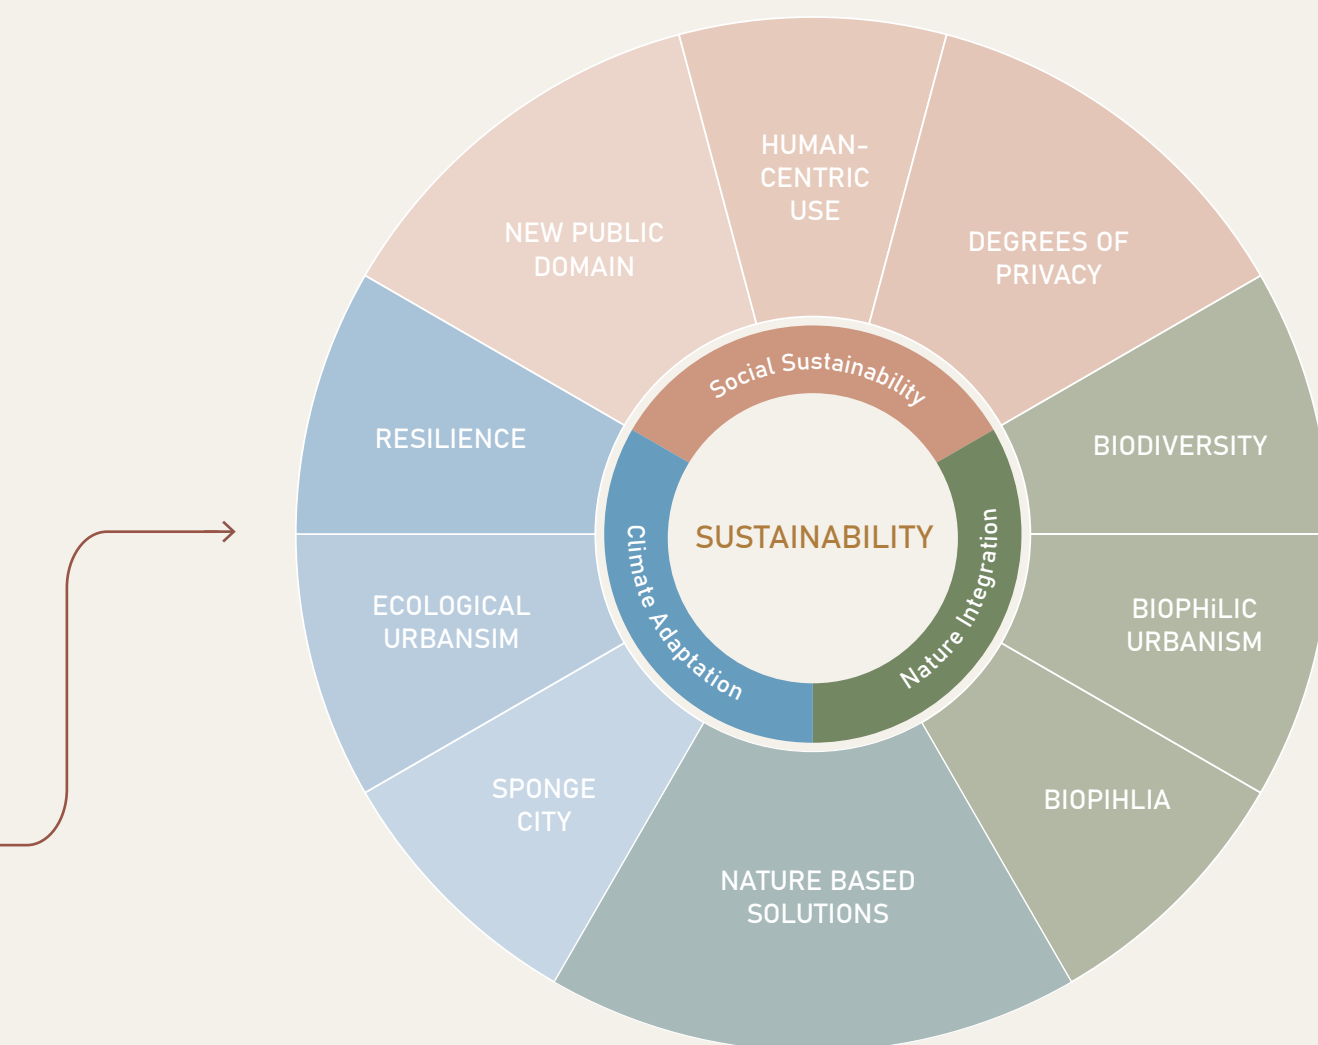 HUMAN-
CENTRIC
USE
NEW PUBLIC
DOMAIN
DEGREES OF
PRIVACY
Social Sustainability
RESILIENCE
BIODIVERSITY
SUSTAINABILITY
Climate Adaptation
Nature Integration
ECOLOGICAL
URBANSIM
BIOPHiLIC
URBANISM
SPONGE
CITY
BIOPIHLIA
NATURE BASED
SOLUTIONS